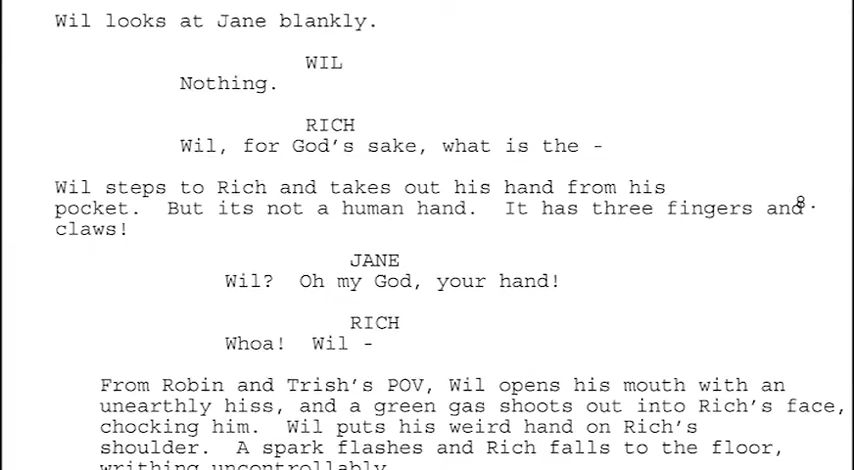 Wil looks at Jane blankly.
WIL
Nothing.
RICH
Wil, for God's sake, what is the -
Wil steps to Rich and takes out his hand from his
pocket.  But its not a human hand.  It has three fingers and
8.
claws!
JANE
Wil?  Oh my God, your hand!
RICH
Whoa!  Wil -
From Robin and Trish's POV, Wil opens his mouth with an
unearthly hiss, and a green gas shoots out into Rich's face,
chocking him.  Wil puts his weird hand on Rich's
shoulder.  A spark flashes and Rich falls to the floor,
writhing uncontrollably